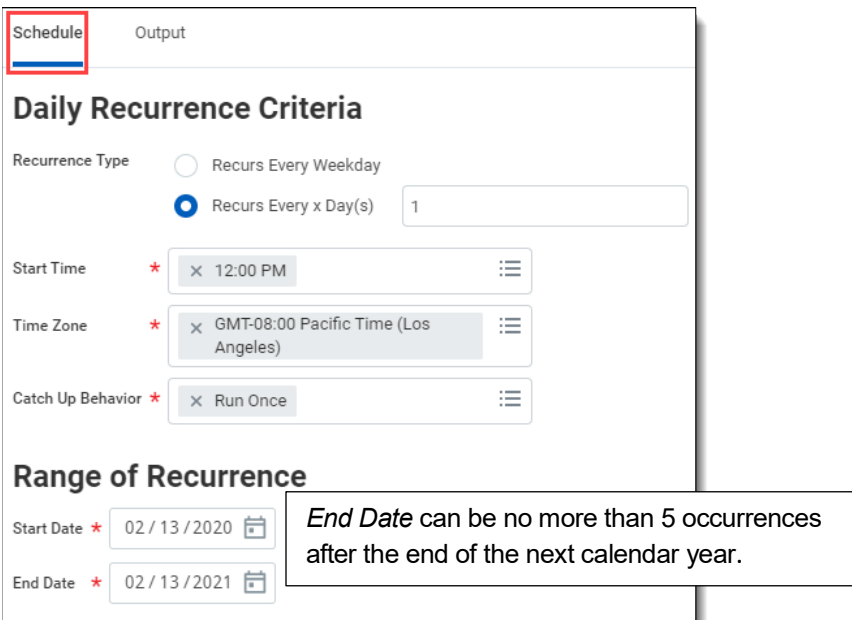 Schedule Output
Daily Recurrence Criteria
Recurrence Type Recurs Every Weekday
Recurs Every x Day(s) 1
Start Time * × 12:00 PM
Time Zone * × GMT-08:00 Pacific Time (Los
Angeles)
Catch Up Behavior * × Run Once
Range of Recurrence
Start Date * 02 / 13 / 2020
End Date * 02 / 13 / 2021
End Date can be no more than 5 occurrences
after the end of the next calendar year.